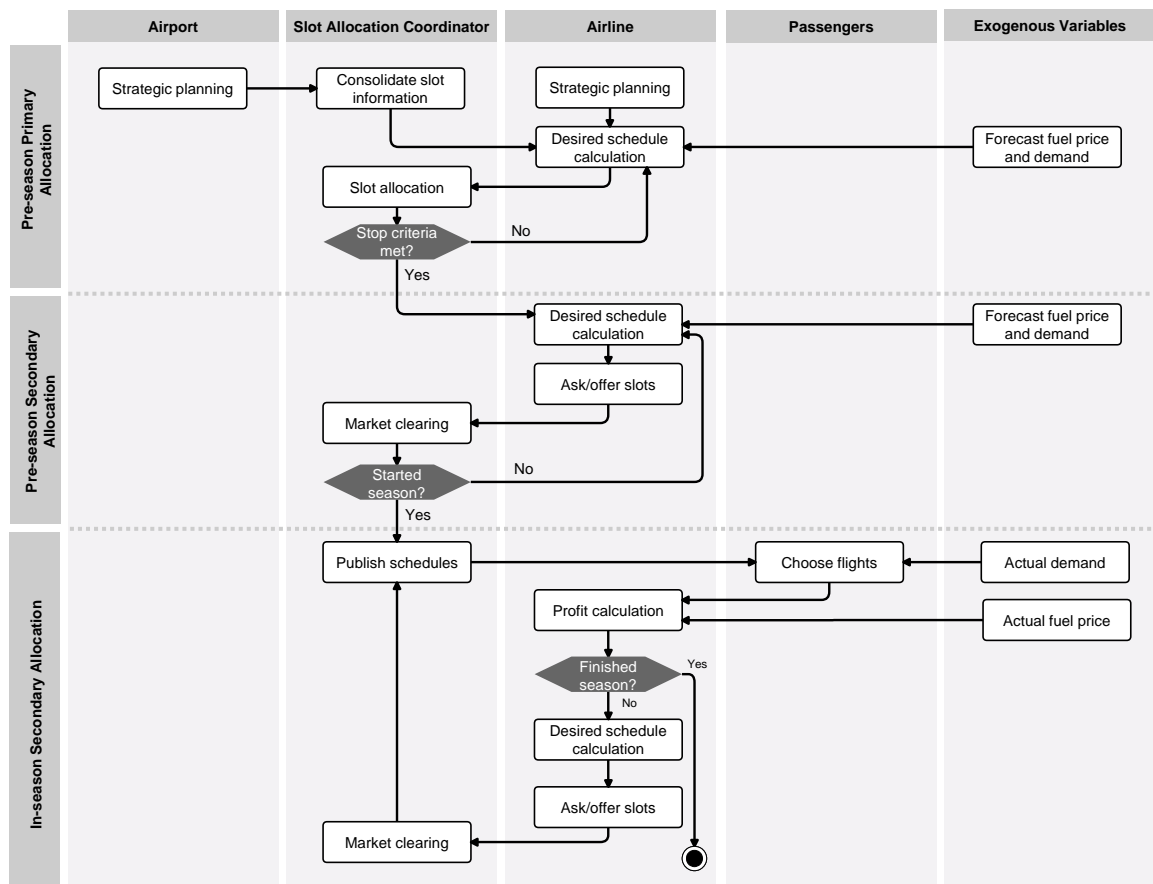 Airport
Slot Allocation Coordinator
Airline
Passengers
Exogenous Variables
Pre-season Primary
Allocation
Strategic planning
Consolidate slot
information
Strategic planning
Desired schedule
calculation
Forecast fuel price
and demand
Slot allocation
Stop criteria
met?
No
Yes
Pre-season Secondary
Allocation
Desired schedule
calculation
Forecast fuel price
and demand
Ask/offer slots
Market clearing
Started
season?
No
Yes
In-season Secondary Allocation
Publish schedules
Choose flights
Actual demand
Profit calculation
Actual fuel price
Finished
season?
Yes
No
Desired schedule
calculation
Ask/offer slots
Market clearing